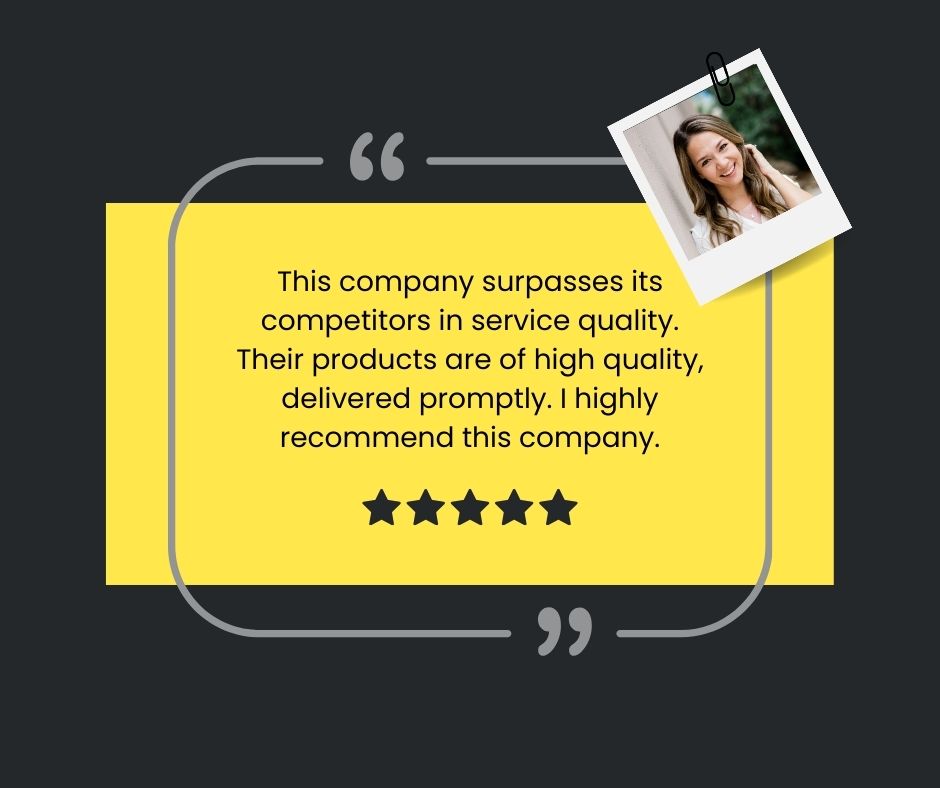 This company surpasses its
competitors in service quality.
Their products are of high quality,
delivered promptly. I highly
recommend this company.